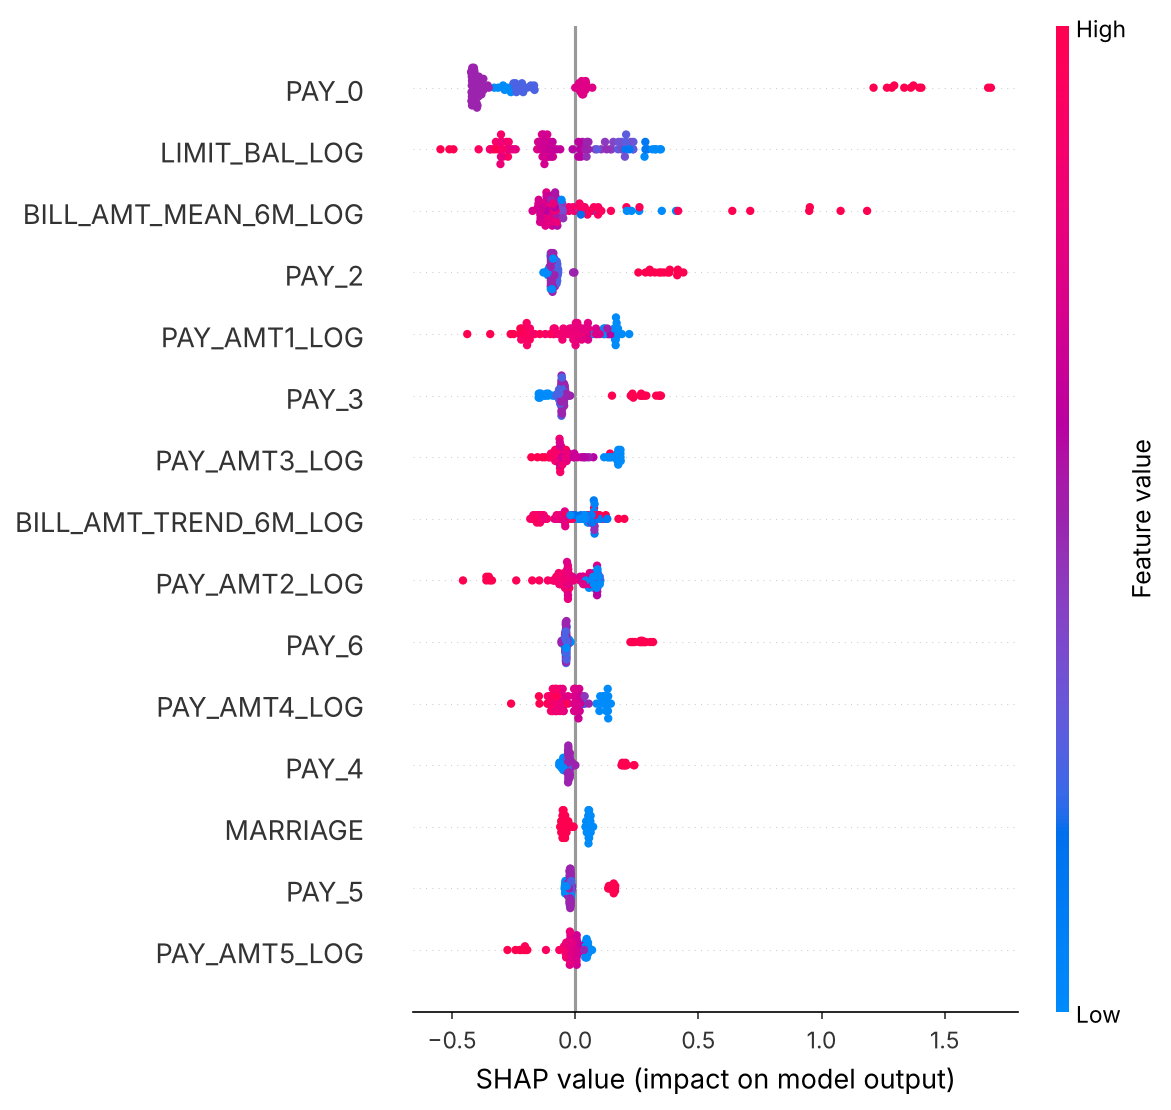 High
PAY_0
LIMIT_BAL_LOG
BILL_AMT_MEAN_6M_LOG
PAY_2
PAY_AMT1_LOG
PAY_3
PAY_AMT3_LOG
BILL_AMT_TREND_6M_LOG
PAY_AMT2_LOG
PAY_6
PAY_AMT4_LOG
PAY_4
MARRIAGE
PAY_5
PAY_AMT5_LOG
Feature value
Low
−0.5 0.0 0.5 1.0 1.5
SHAP value (impact on model output)